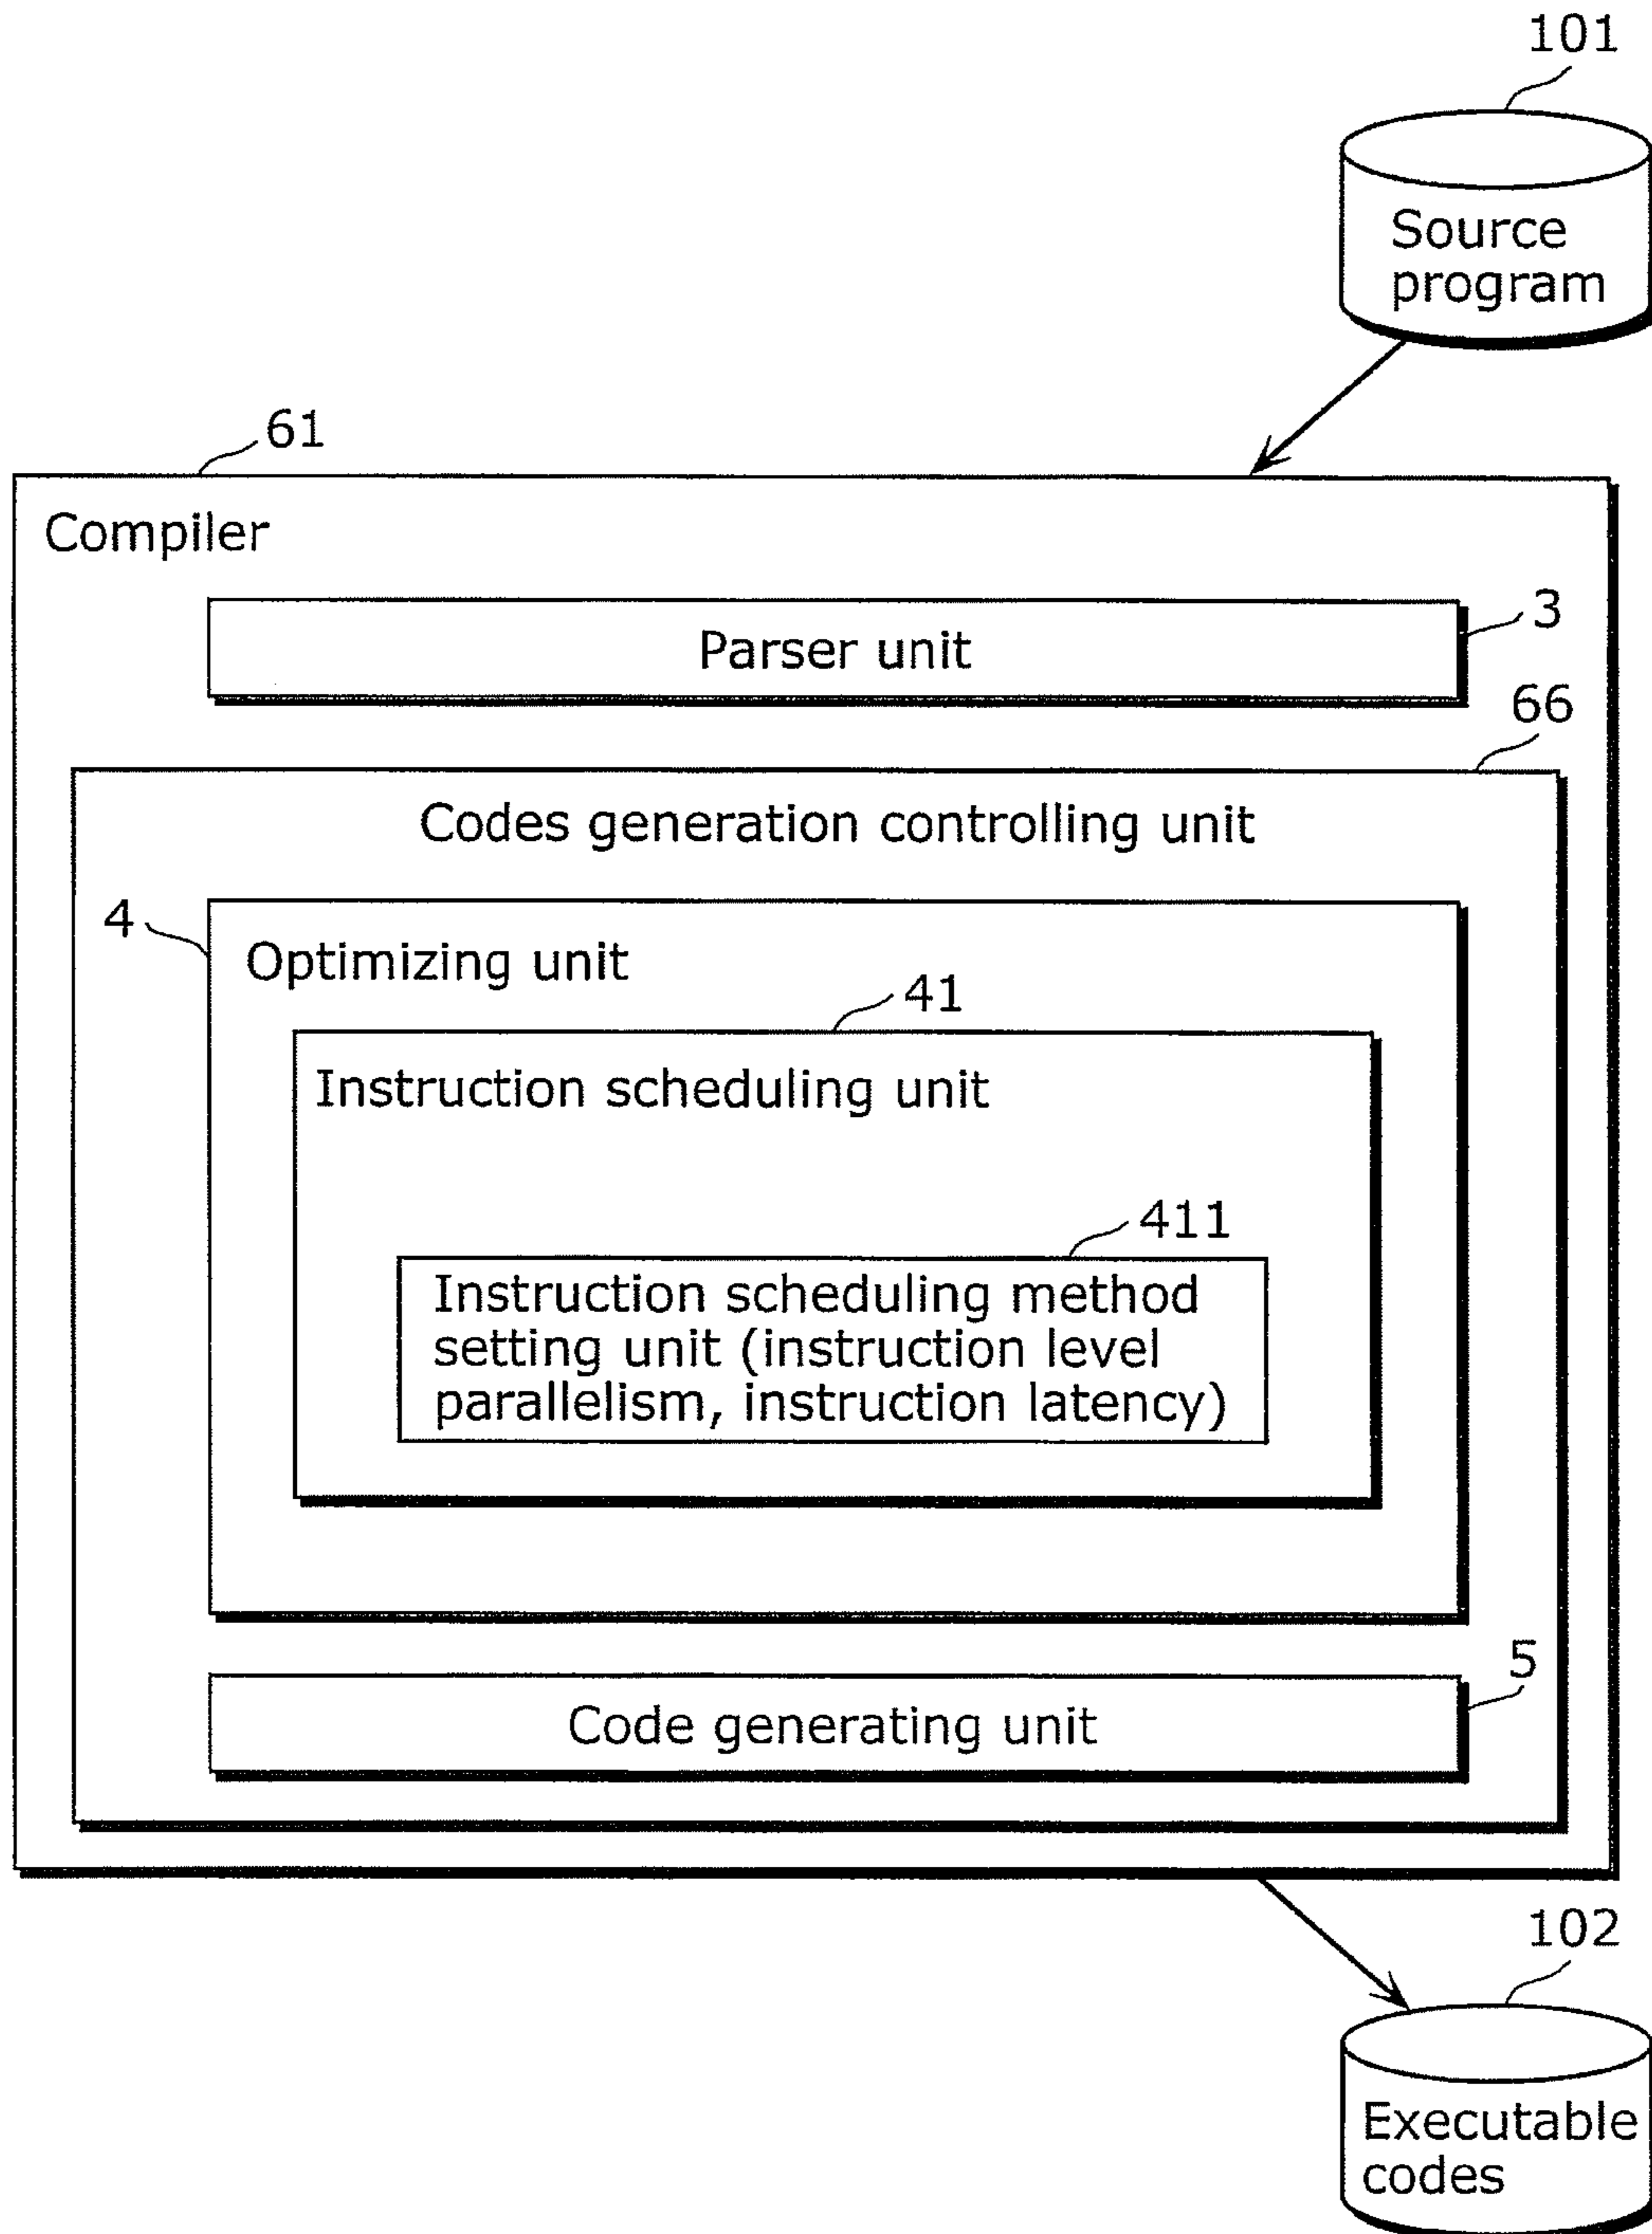 101
Source
program
61
Compiler
3
Parser unit
66
Codes generation controlling unit
4
Optimizing unit
41
Instruction scheduling unit
411
Instruction scheduling method
setting unit (instruction level
parallelism, instruction latency)
5
Code generating unit
102
Executable
codes